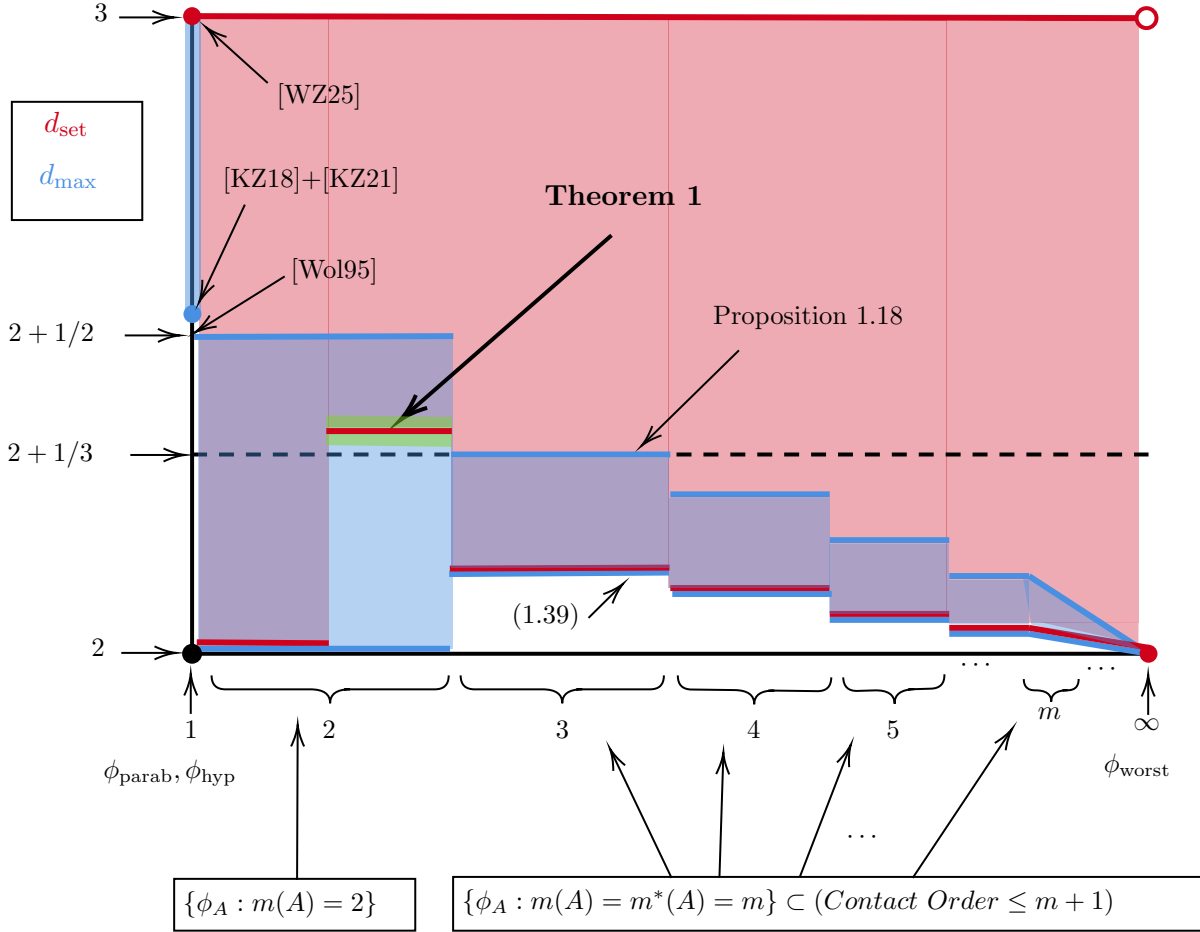 3
[WZ25]
d_set
d_max
[KZ18]+[KZ21]
Theorem 1
[Wol95]
2 + 1/2
Proposition 1.18
2 + 1/3
(1.39)
2
...
...
1
2
3
4
5
m
∞
ϕ_parab, ϕ_hyp
ϕ_worst
...
{ϕ_A : m(A) = 2}
{ϕ_A : m(A) = m*(A) = m} ⊂ (Contact Order ≤ m + 1)